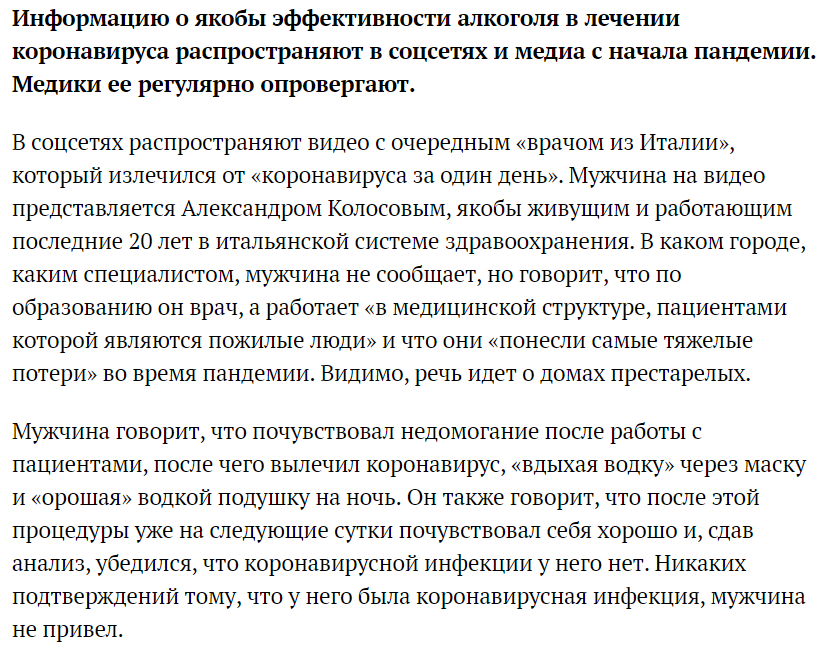 Информацию о якобы эффективности алкоголя в лечении
коронавируса распространяют в соцсетях и медиа с начала пандемии.
Медики ее регулярно опровергают.
В соцсетях распространяют видео с очередным «врачом из Италии»,
который излечился от «коронавируса за один день». Мужчина на видео
представляется Александром Колосовым, якобы живущим и работающим
последние 20 лет в итальянской системе здравоохранения. В каком городе,
каким специалистом, мужчина не сообщает, но говорит, что по
образованию он врач, а работает «в медицинской структуре, пациентами
которой являются пожилые люди» и что они «понесли самые тяжелые
потери» во время пандемии. Видимо, речь идет о домах престарелых.
Мужчина говорит, что почувствовал недомогание после работы с
пациентами, после чего вылечил коронавирус, «вдыхая водку» через маску
и «орошая» водкой подушку на ночь. Он также говорит, что после этой
процедуры уже на следующие сутки почувствовал себя хорошо и, сдав
анализ, убедился, что коронавирусной инфекции у него нет. Никаких
подтверждений тому, что у него была коронавирусная инфекция, мужчина
не привел.